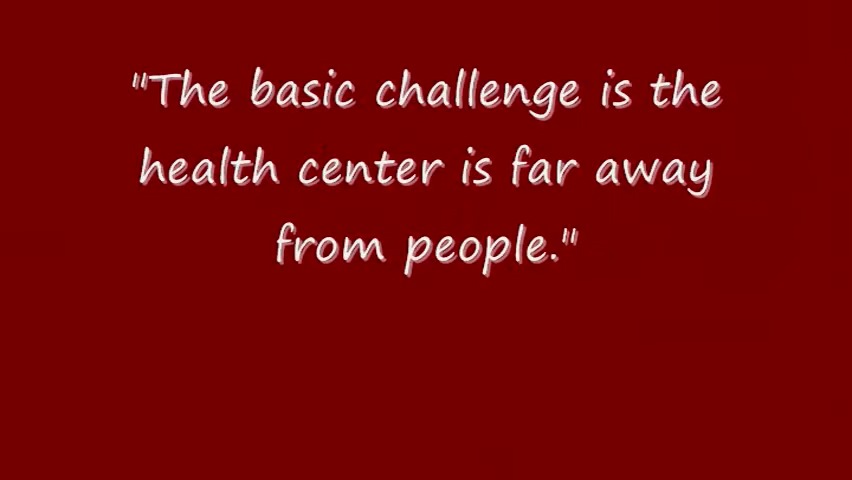 "The basic challenge is the
health center is far away
from people."